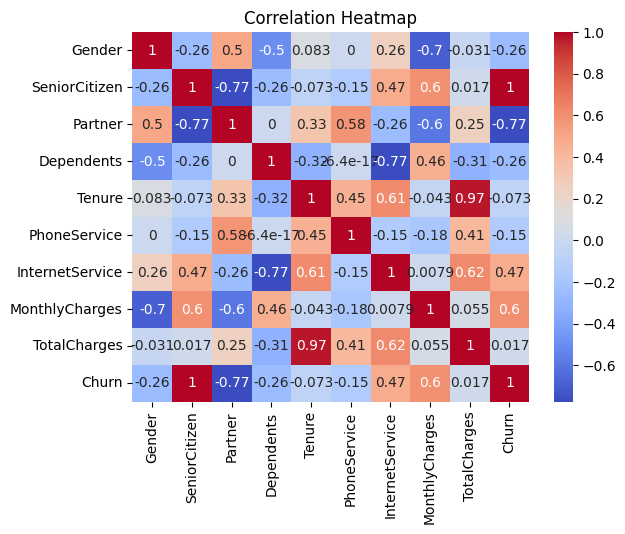 Correlation Heatmap
Gender 1 -0.26 0.5 -0.5 0.083 0 0.26 -0.7 -0.031 -0.26
SeniorCitizen -0.26 1 -0.77 -0.26 -0.073 -0.15 0.47 0.6 0.017 1
Partner 0.5 -0.77 1 0 0.33 0.58 -0.26 -0.6 0.25 -0.77
Dependents -0.5 -0.26 0 1 -0.32 -6.4e-17 -0.77 0.46 -0.31 -0.26
Tenure 0.083 -0.073 0.33 -0.32 1 0.45 0.61 -0.043 0.97 -0.073
PhoneService 0 -0.15 0.58 -6.4e-17 0.45 1 -0.15 -0.18 0.41 -0.15
InternetService 0.26 0.47 -0.26 -0.77 0.61 -0.15 1 0.0079 0.62 0.47
MonthlyCharges -0.7 0.6 -0.6 0.46 -0.043 -0.18 0.0079 1 0.055 0.6
TotalCharges -0.031 0.017 0.25 -0.31 0.97 0.41 0.62 0.055 1 0.017
Churn -0.26 1 -0.77 -0.26 -0.073 -0.15 0.47 0.6 0.017 1
Gender
SeniorCitizen
Partner
Dependents
Tenure
PhoneService
InternetService
MonthlyCharges
TotalCharges
Churn
1.0
0.8
0.6
0.4
0.2
0.0
-0.2
-0.4
-0.6